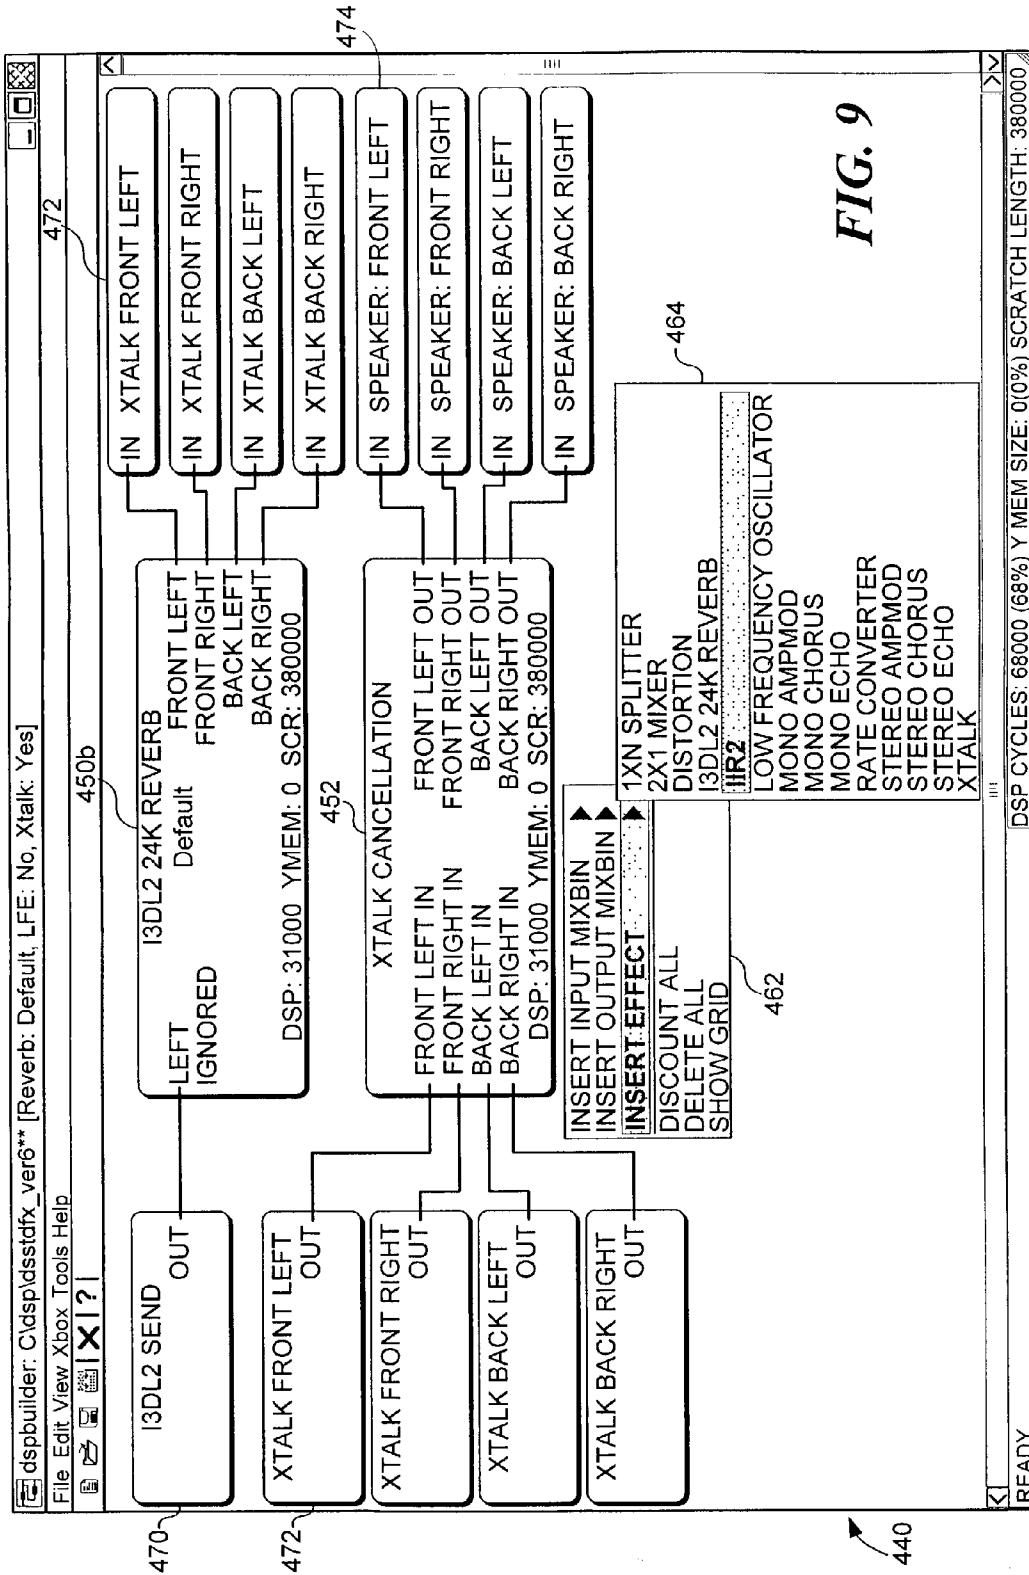 dspbuilder: C\dsp\dsstdfx_ver6** [Reverb: Default, LFE: No, Xtalk: Yes]
File Edit View Xbox Tools Help
X ?
450b
472
470
I3DL2 SEND
OUT
I3DL2 24K REVERB
Default
LEFT
IGNORED
FRONT LEFT
FRONT RIGHT
BACK LEFT
BACK RIGHT
DSP: 31000 YMEM: 0 SCR: 380000
IN XTALK FRONT LEFT
IN XTALK FRONT RIGHT
IN XTALK BACK LEFT
IN XTALK BACK RIGHT
472
XTALK FRONT LEFT
OUT
XTALK FRONT RIGHT
OUT
XTALK BACK LEFT
OUT
XTALK BACK RIGHT
OUT
452
XTALK CANCELLATION
FRONT LEFT IN
FRONT RIGHT IN
BACK LEFT IN
BACK RIGHT IN
FRONT LEFT OUT
FRONT RIGHT OUT
BACK LEFT OUT
BACK RIGHT OUT
DSP: 31000 YMEM: 0 SCR: 380000
474
IN SPEAKER: FRONT LEFT
IN SPEAKER: FRONT RIGHT
IN SPEAKER: BACK LEFT
IN SPEAKER: BACK RIGHT
INSERT INPUT MIXBIN
INSERT OUTPUT MIXBIN
INSERT EFFECT
DISCOUNT ALL
DELETE ALL
SHOW GRID
462
464
1XN SPLITTER
2X1 MIXER
DISTORTION
I3DL2 24K REVERB
IIR2
LOW FREQUENCY OSCILLATOR
MONO AMPMOD
MONO CHORUS
MONO ECHO
RATE CONVERTER
STEREO AMPMOD
STEREO CHORUS
STEREO ECHO
XTALK
FIG. 9
440
READY
DSP CYCLES: 68000 (68%) Y MEM SIZE: 0(0%) SCRATCH LENGTH: 380000